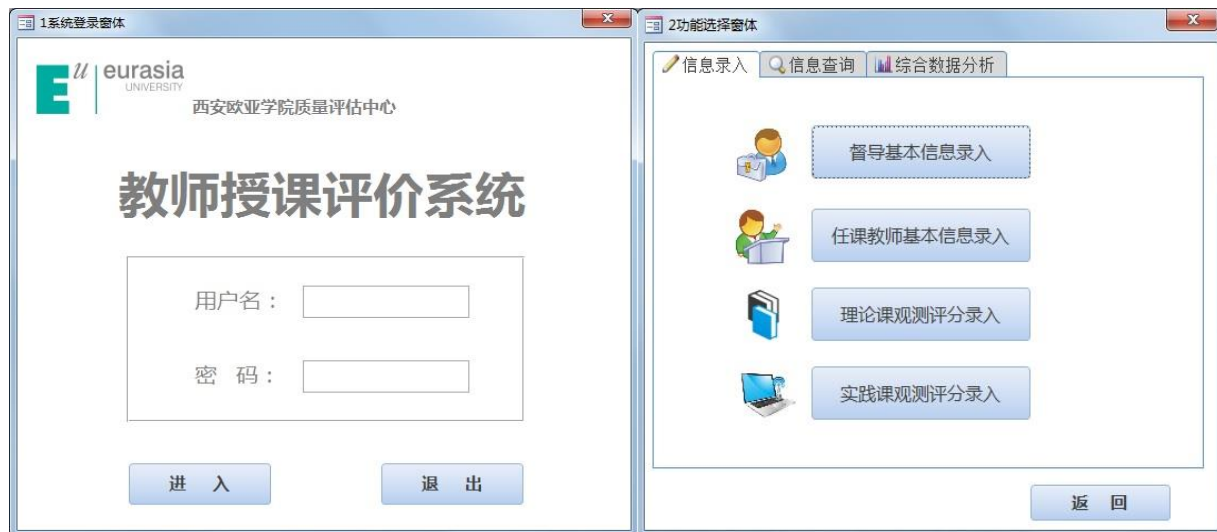 1系统登录窗体
eurasia
UNIVERSITY
西安欧亚学院质量评估中心
教师授课评价系统
用户名：
密 码：
进 入
退 出
2功能选择窗体
信息录入
信息查询
综合数据分析
督导基本信息录入
任课教师基本信息录入
理论课观测评分录入
实践课观测评分录入
返 回